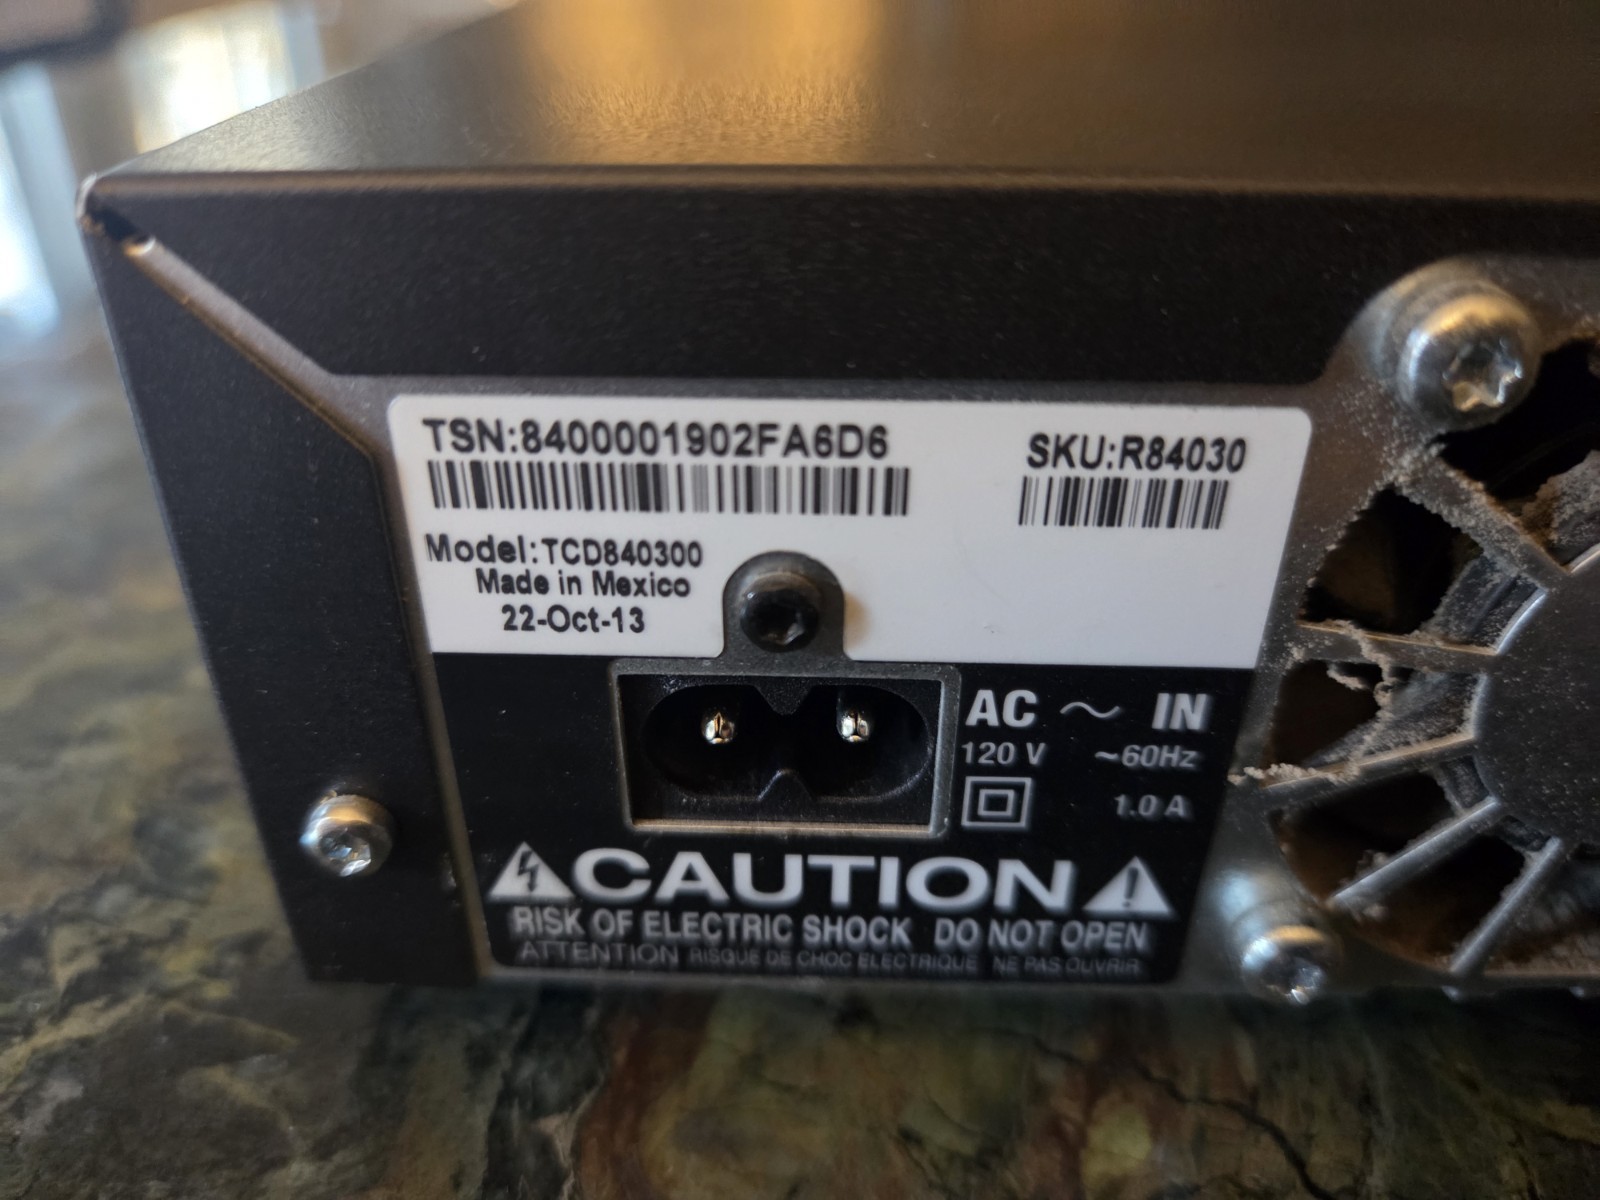 TSN:8400001902FA6D6
SKU:R84030
Model:TCD840300
Made in Mexico
22-Oct-13
AC ~ IN
120 V ~60Hz
1.0 A
CAUTION
RISK OF ELECTRIC SHOCK DO NOT OPEN
ATTENTION RISQUE DE CHOC ELECTRIQUE NE PAS OUVRIR